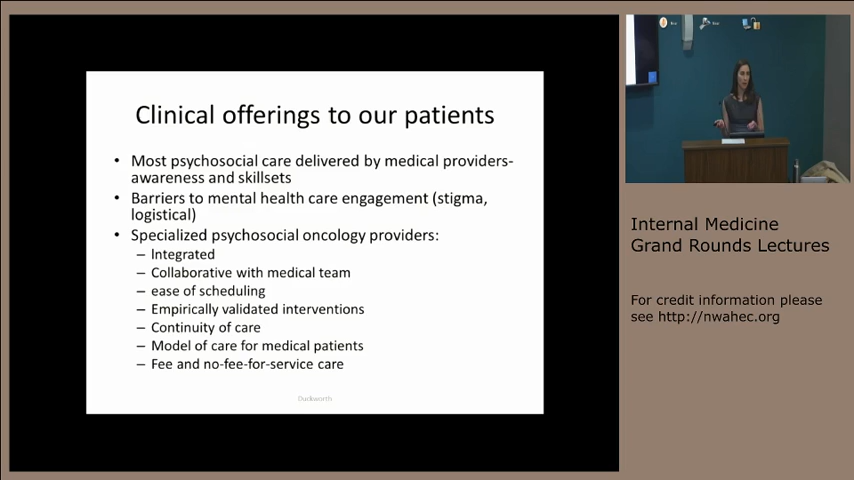 Clinical offerings to our patients
• Most psychosocial care delivered by medical providers-
awareness and skillsets
• Barriers to mental health care engagement (stigma,
logistical)
• Specialized psychosocial oncology providers:
– Integrated
– Collaborative with medical team
– ease of scheduling
– Empirically validated interventions
– Continuity of care
– Model of care for medical patients
– Fee and no-fee-for-service care
Duckworth
Internal Medicine
Grand Rounds Lectures
For credit information please
see http://nwahec.org